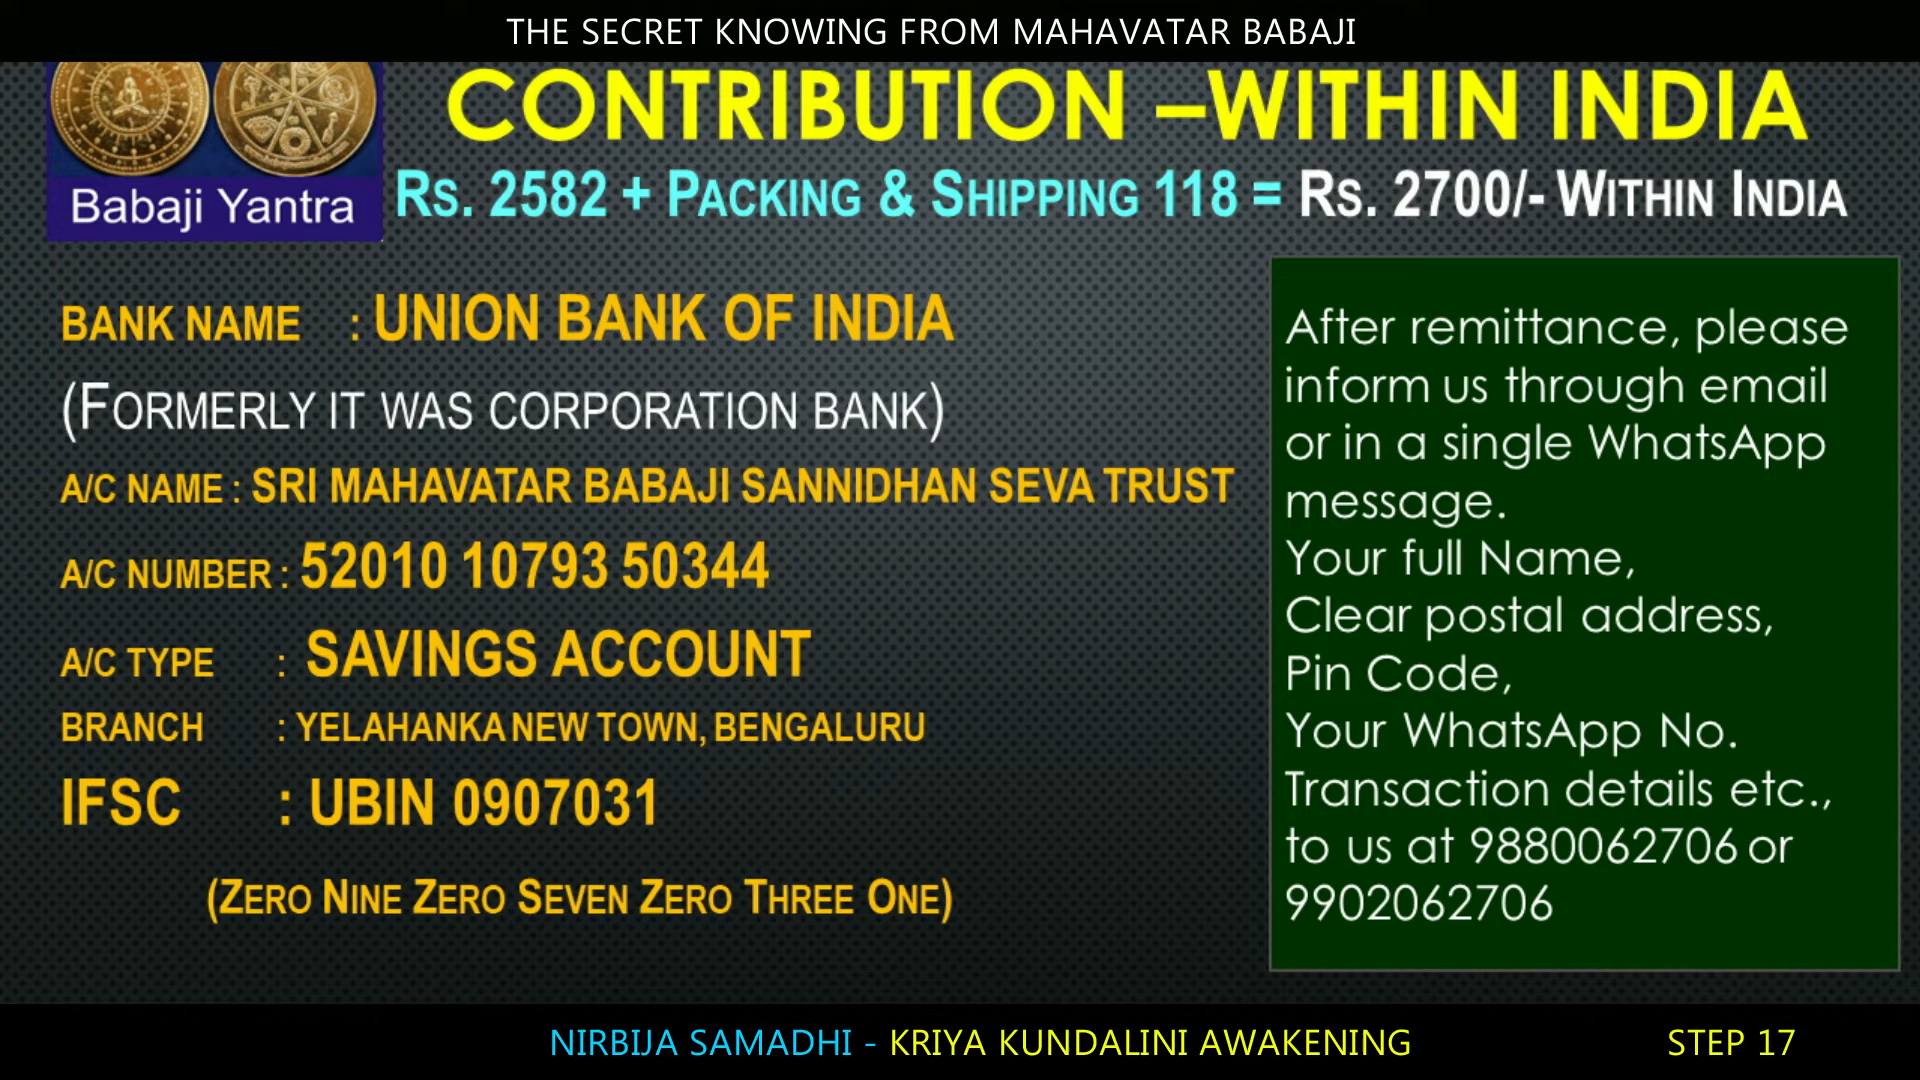 THE SECRET KNOWING FROM MAHAVATAR BABAJI
CONTRIBUTION –WITHIN INDIA
Babaji Yantra
RS. 2582 + PACKING & SHIPPING 118 = RS. 2700/- WITHIN INDIA
BANK NAME : UNION BANK OF INDIA
(FORMERLY IT WAS CORPORATION BANK)
A/C NAME : SRI MAHAVATAR BABAJI SANNIDHAN SEVA TRUST
A/C NUMBER : 52010 10793 50344
A/C TYPE : SAVINGS ACCOUNT
BRANCH : YELAHANKA NEW TOWN, BENGALURU
IFSC : UBIN 0907031
(ZERO NINE ZERO SEVEN ZERO THREE ONE)
After remittance, please
inform us through email
or in a single WhatsApp
message.
Your full Name,
Clear postal address,
Pin Code,
Your WhatsApp No.
Transaction details etc.,
to us at 9880062706 or
9902062706
NIRBIJA SAMADHI - KRIYA KUNDALINI AWAKENING
STEP 17